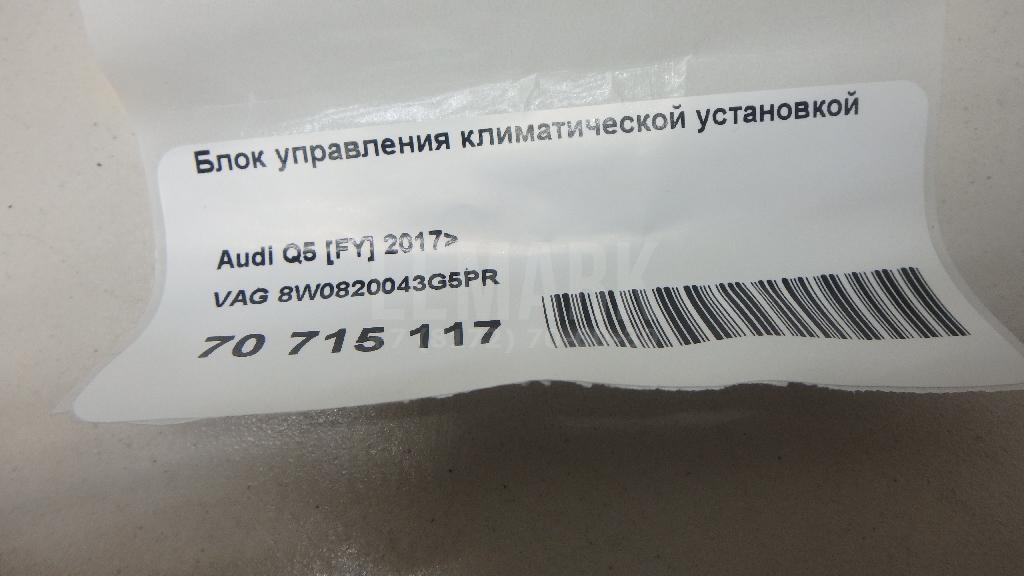 Блок управления климатической установкой
Audi Q5 [FY] 2017>
VAG 8W0820043G5PR
70 715 117